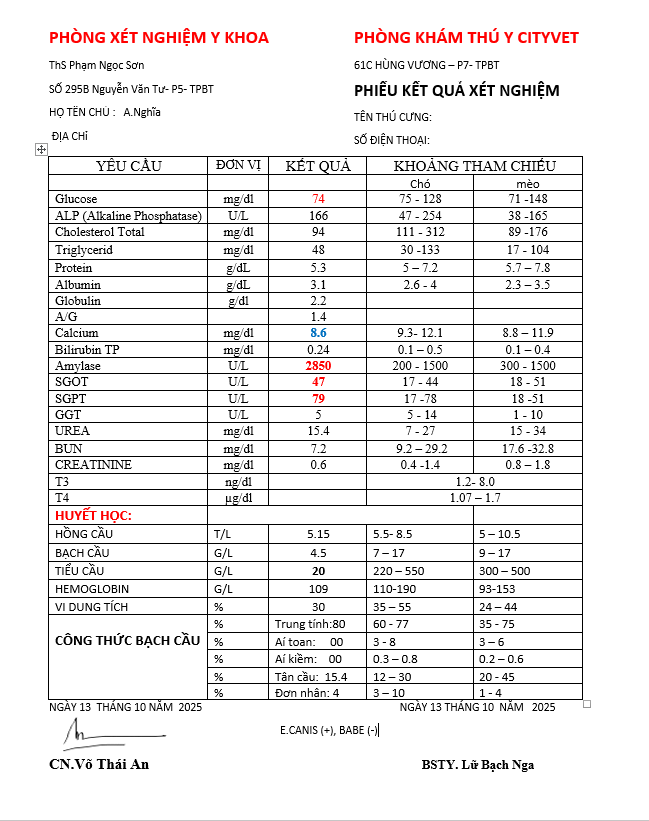 PHÒNG XÉT NGHIỆM Y KHOA
PHÒNG KHÁM THÚ Y CITYVET
ThS Phạm Ngọc Sơn
61C HÙNG VƯƠNG – P7- TPBT
SỐ 295B Nguyễn Văn Tư- P5- TPBT
PHIẾU KẾT QUẢ XÉT NGHIỆM
HỌ TÊN CHỦ : A.Nghĩa
TÊN THÚ CƯNG:
ĐỊA CHỈ
SỐ ĐIỆN THOẠI:
YÊU CẦU ĐƠN VỊ KẾT QUẢ KHOẢNG THAM CHIẾU
Chó mèo
Glucose mg/dl 74 75 - 128 71 -148
ALP (Alkaline Phosphatase) U/L 166 47 - 254 38 -165
Cholesterol Total mg/dl 94 111 - 312 89 -176
Triglycerid mg/dl 48 30 -133 17 - 104
Protein g/dL 5.3 5 – 7.2 5.7 – 7.8
Albumin g/dL 3.1 2.6 - 4 2.3 – 3.5
Globulin g/dl 2.2
A/G 1.4
Calcium mg/dl 8.6 9.3- 12.1 8.8 – 11.9
Bilirubin TP mg/dl 0.24 0.1 – 0.5 0.1 – 0.4
Amylase U/L 2850 200 - 1500 300 - 1500
SGOT U/L 47 17 - 44 18 - 51
SGPT U/L 79 17 -78 18 -51
GGT U/L 5 5 - 14 1 - 10
UREA mg/dl 15.4 7 - 27 15 - 34
BUN mg/dl 7.2 9.2 – 29.2 17.6 -32.8
CREATININE mg/dl 0.6 0.4 -1.4 0.8 – 1.8
T3 ng/dl 1.2- 8.0
T4 µg/dl 1.07 – 1.7
HUYẾT HỌC:
HỒNG CẦU T/L 5.15 5.5- 8.5 5 – 10.5
BẠCH CẦU G/L 4.5 7 – 17 9 – 17
TIỂU CẦU G/L 20 220 – 550 300 – 500
HEMOGLOBIN G/L 109 110-190 93-153
VI DUNG TÍCH % 30 35 – 55 24 – 44
CÔNG THỨC BẠCH CẦU
% Trung tính:80 60 - 77 35 - 75
% Aí toan: 00 3 - 8 3 – 6
% Aí kiềm: 00 0.3 – 0.8 0.2 – 0.6
% Tân cầu: 15.4 12 – 30 20 - 45
% Đơn nhân: 4 3 – 10 1 - 4
NGÀY 13 THÁNG 10 NĂM 2025
NGÀY 13 THÁNG 10 NĂM 2025
E.CANIS (+), BABE (-)
CN.Võ Thái An
BSTY. Lữ Bạch Nga